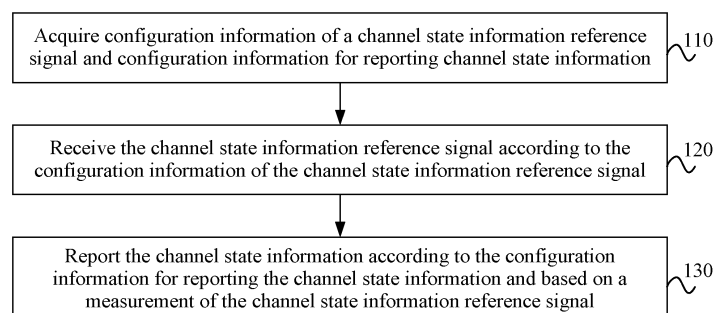 Acquire configuration information of a channel state information reference
signal and configuration information for reporting channel state information
110
Receive the channel state information reference signal according to the
configuration information of the channel state information reference signal
120
Report the channel state information according to the configuration
information for reporting the channel state information and based on a
measurement of the channel state information reference signal
130